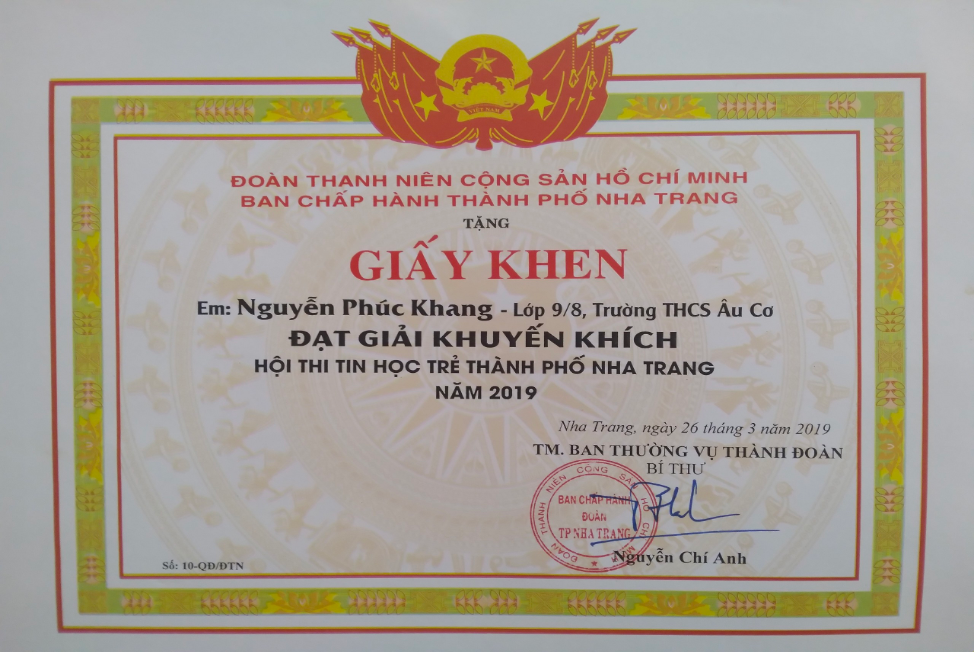 VIỆT NAM
ĐOÀN THANH NIÊN CỘNG SẢN HỒ CHÍ MINH
BAN CHẤP HÀNH THÀNH PHỐ NHA TRANG
TẶNG
GIẤY KHEN
Em: Nguyễn Phúc Khang - Lớp 9/8, Trường THCS Âu Cơ
ĐẠT GIẢI KHUYẾN KHÍCH
HỘI THI TIN HỌC TRẺ THÀNH PHỐ NHA TRANG
NĂM 2019
Nha Trang, ngày 26 tháng 3 năm 2019
TM. BAN THƯỜNG VỤ THÀNH ĐOÀN
BÍ THƯ
ĐOÀN THANH NIÊN CỘNG SẢN HỒ CHÍ MINH
BAN CHẤP HÀNH
ĐOÀN
TP NHA TRANG
Nguyễn Chí Anh
Số: 10-QĐ/ĐTN